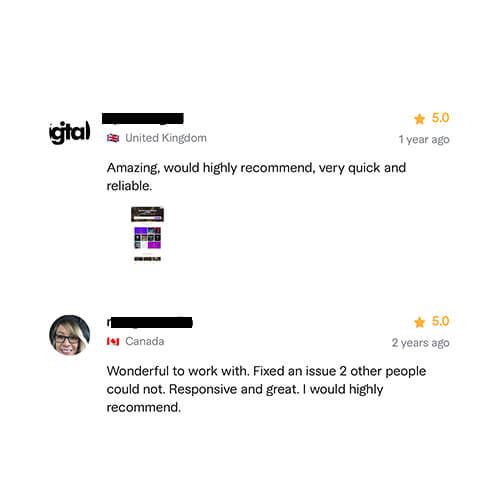 igital
5.0
🇬🇧 United Kingdom
1 year ago
Amazing, would highly recommend, very quick and
reliable.
5.0
🇨🇦 Canada
2 years ago
Wonderful to work with. Fixed an issue 2 other people
could not. Responsive and great. I would highly
recommend.